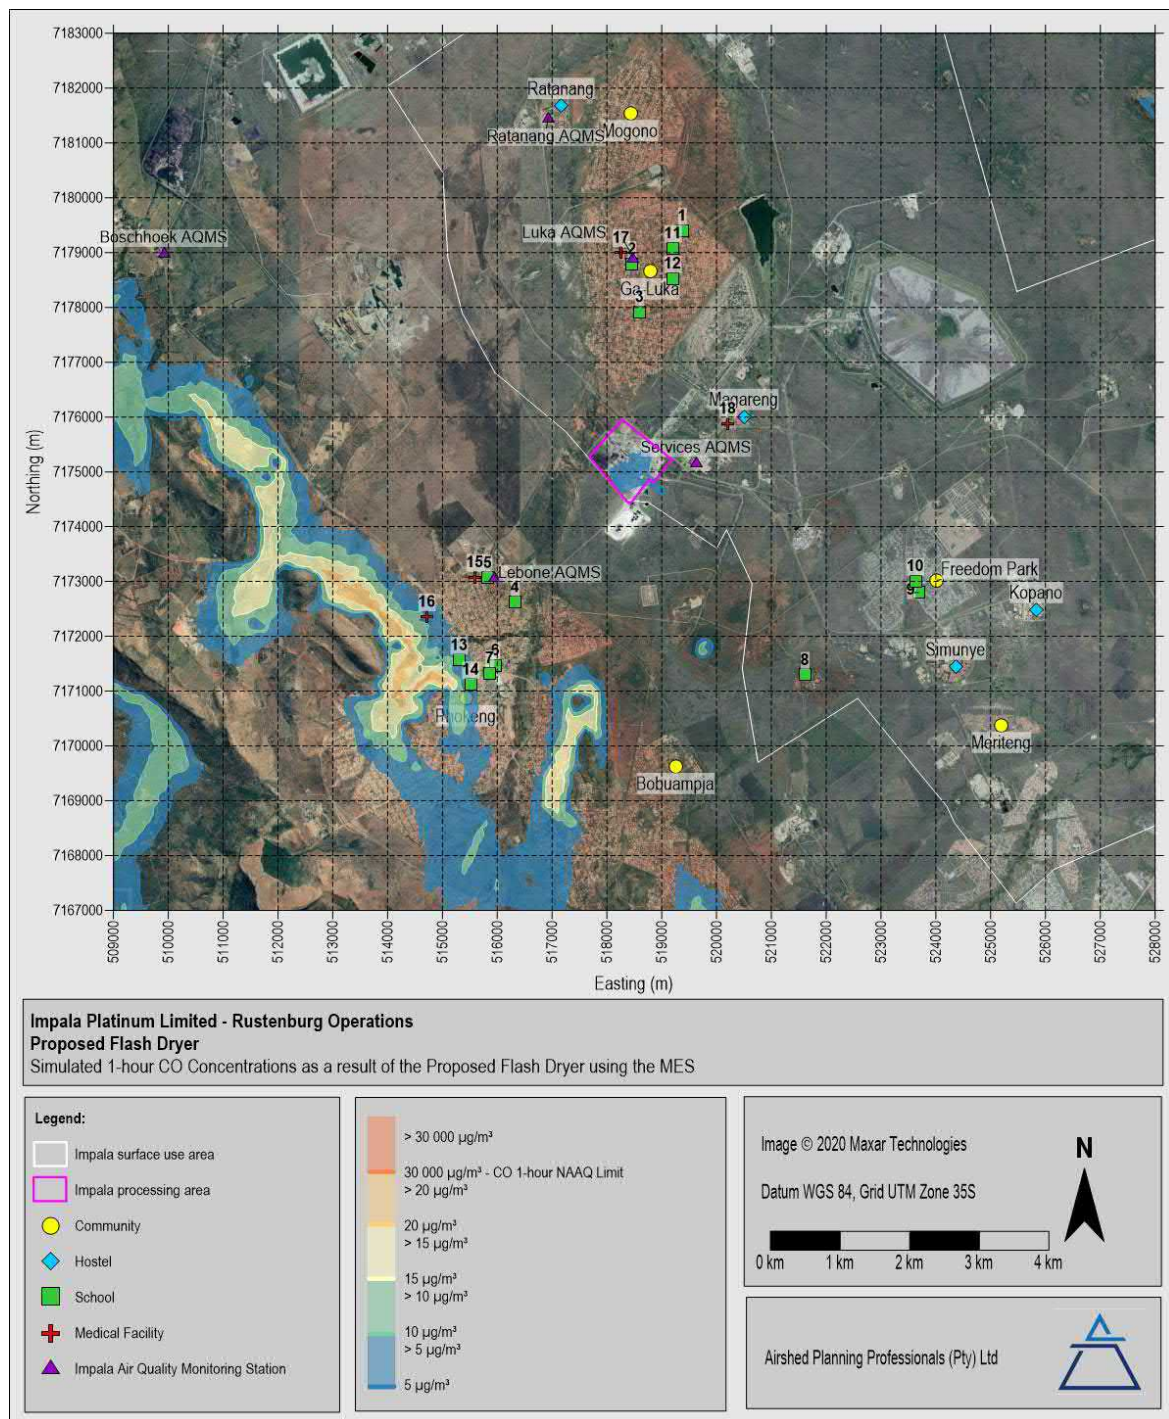 7183000
7182000
7181000
7180000
7179000
7178000
7177000
7176000
7175000
7174000
7173000
7172000
7171000
7170000
7169000
7168000
7167000
Northing (m)
Ratanang
Ratanang AQMS
Mogono
Boschhoek AQMS
Luka AQMS
1
17
11
2
12
Ga-Luka
3
Magareng
18
Services AQMS
155
Lebone AQMS
4
10
Freedom Park
9
Kopano
16
13
6
7
14
8
Simunye
Phokeng
Meriteng
Bobuampja
509000
510000
511000
512000
513000
514000
515000
516000
517000
518000
519000
520000
521000
522000
523000
524000
525000
526000
527000
528000
Easting (m)
Impala Platinum Limited - Rustenburg Operations
Proposed Flash Dryer
Simulated 1-hour CO Concentrations as a result of the Proposed Flash Dryer using the MES
Legend:
Impala surface use area
Impala processing area
Community
Hostel
School
Medical Facility
Impala Air Quality Monitoring Station
> 30 000 µg/m³
30 000 µg/m³ - CO 1-hour NAAQ Limit
> 20 µg/m³
20 µg/m³
> 15 µg/m³
15 µg/m³
> 10 µg/m³
10 µg/m³
> 5 µg/m³
5 µg/m³
Image © 2020 Maxar Technologies
Datum WGS 84, Grid UTM Zone 35S
N
0 km
1 km
2 km
3 km
4 km
Airshed Planning Professionals (Pty) Ltd